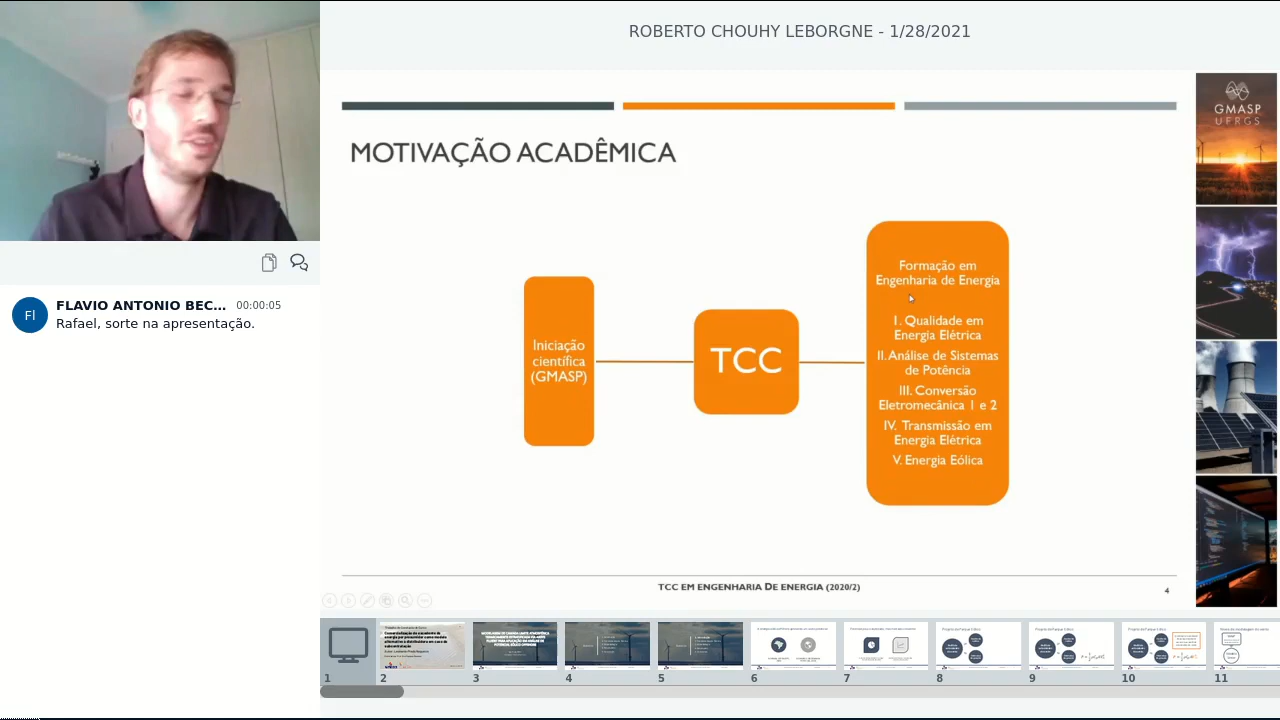 ROBERTO CHOUHY LEBORGNE - 1/28/2021
FI
FLAVIO ANTONIO BEC... 00:00:05
Rafael, sorte na apresentação.
MOTIVAÇÃO ACADÊMICA
Iniciação
científica
(GMASP)
TCC
Formação em
Engenharia de Energia
I. Qualidade em
Energia Elétrica
II. Análise de Sistemas
de Potência
III. Conversão
Eletromecânica 1 e 2
IV. Transmissão em
Energia Elétrica
V. Energia Eólica
TCC EM ENGENHARIA DE ENERGIA (2020/2)
4
GMASP
UFRGS
1
2
3
4
5
6
7
8
9
10
11